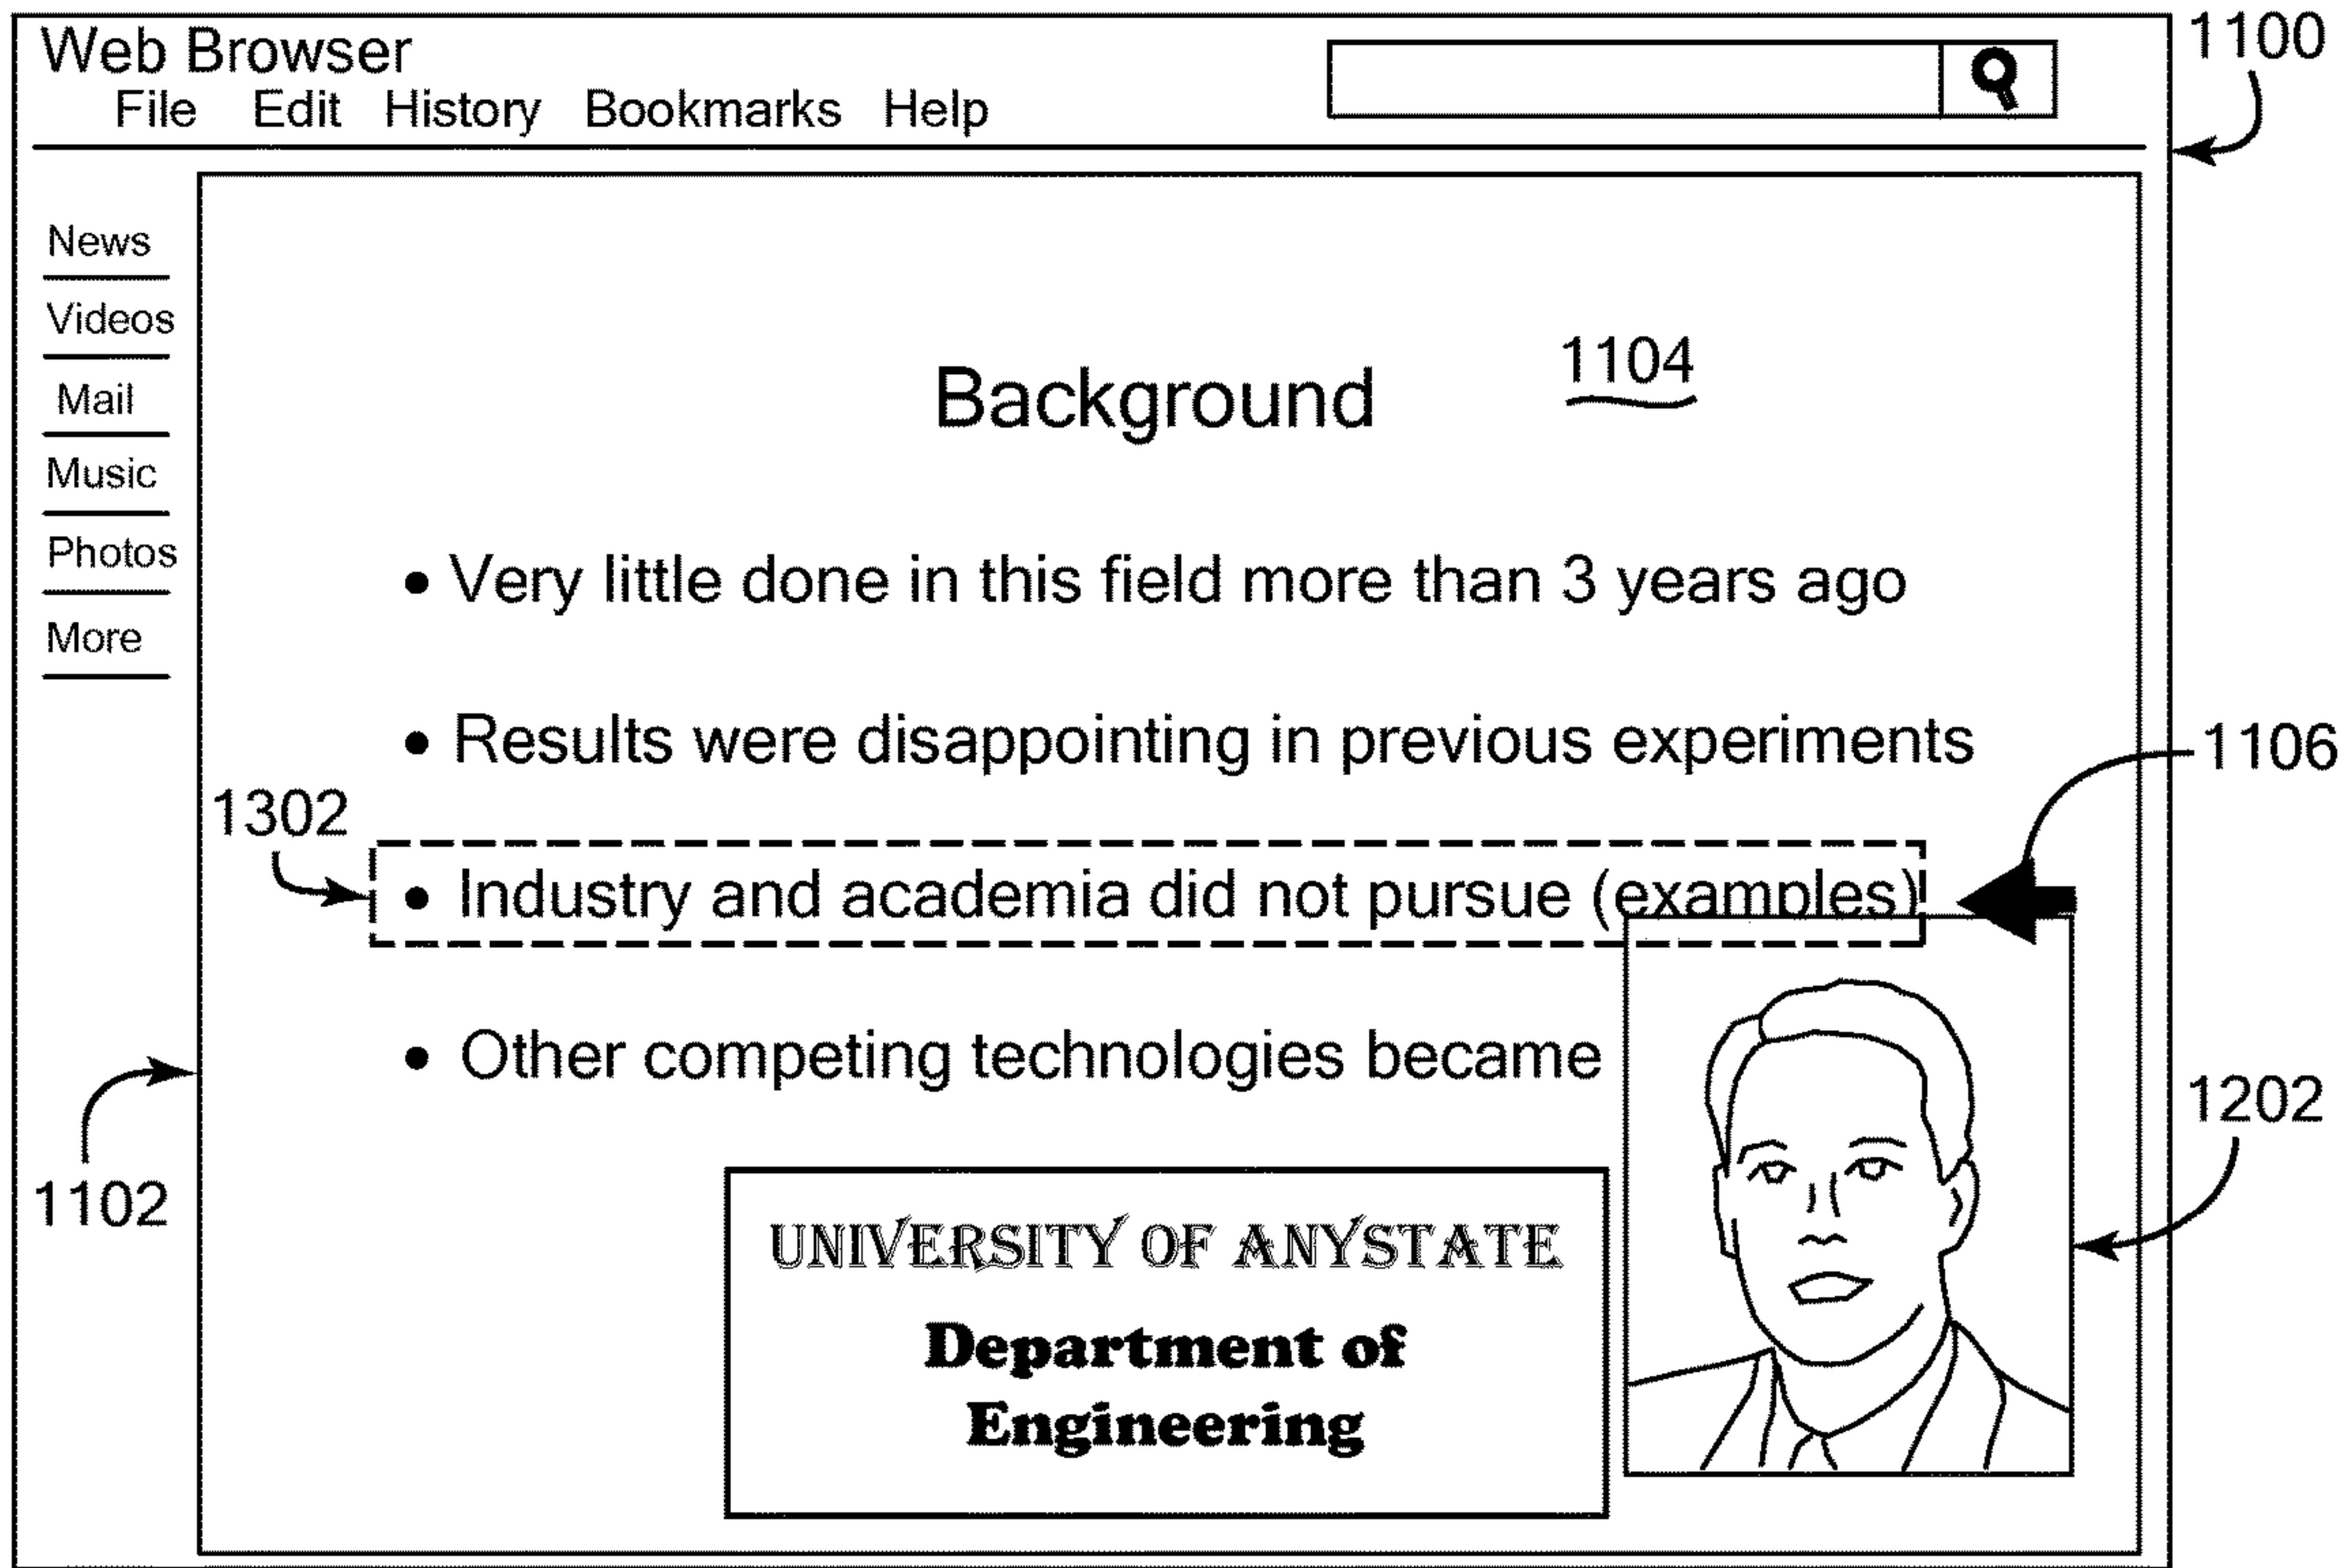 Web Browser
1100
File Edit History Bookmarks Help
News
Videos
Mail
Music
Photos
More
Background
1104
• Very little done in this field more than 3 years ago
• Results were disappointing in previous experiments
1106
1302
• Industry and academia did not pursue (examples)
• Other competing technologies became
1202
1102
UNIVERSITY OF ANYSTATE
Department of
Engineering